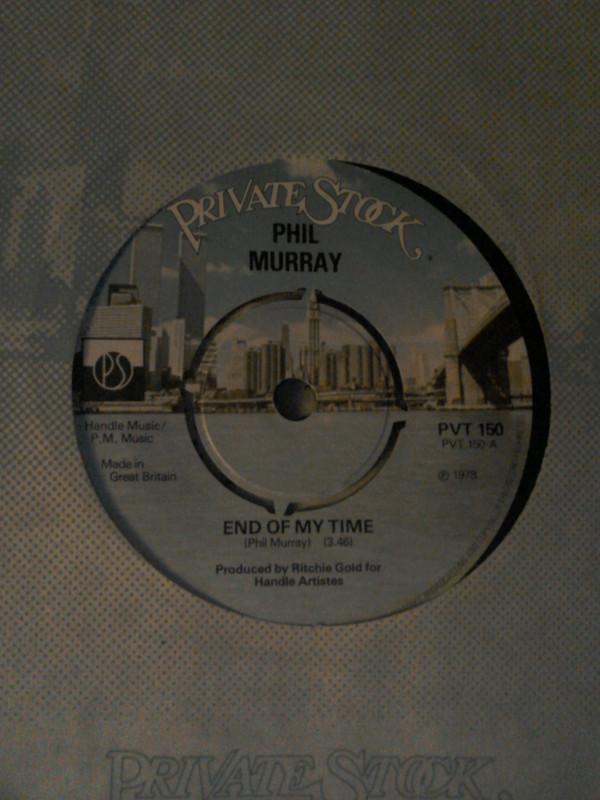 PRIVATE STOCK
PHIL
MURRAY
PS
Handle Music/
P.M. Music
Made in
Great Britain
PVT 150
PVT 150-A
℗ 1978
END OF MY TIME
(Phil Murray) (3.46)
Produced by Ritchie Gold for
Handle Artistes
PRIVATE STOCK